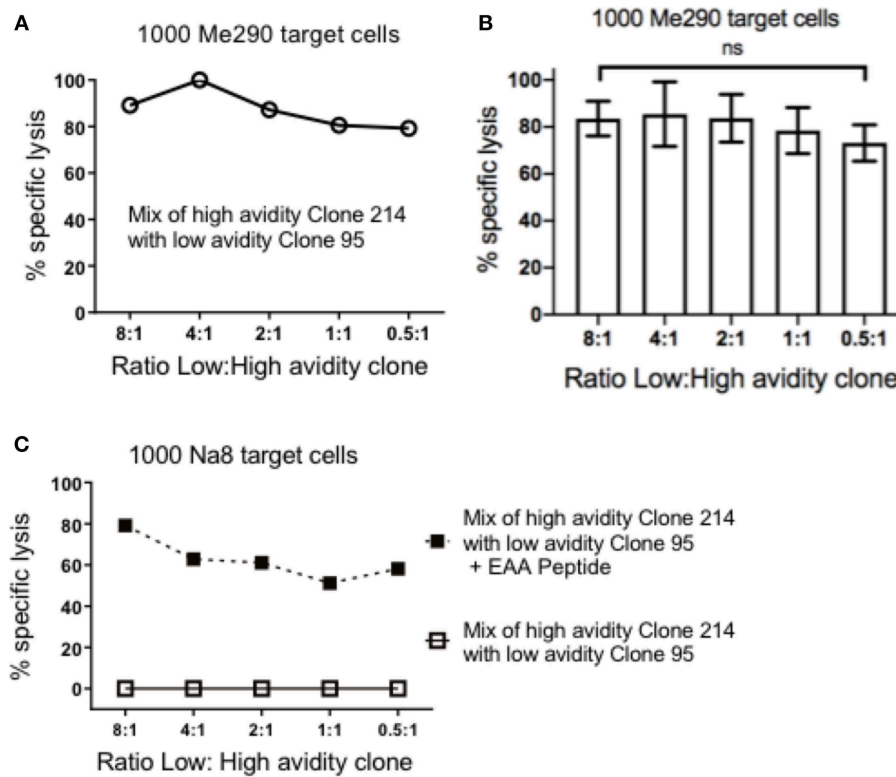 A
1000 Me290 target cells
% specific lysis
100
80
60
40
20
0
Mix of high avidity Clone 214
with low avidity Clone 95
8:1 4:1 2:1 1:1 0.5:1
Ratio Low:High avidity clone
B
1000 Me290 target cells
ns
% specific lysis
100
80
60
40
20
0
8:1 4:1 2:1 1:1 0.5:1
Ratio Low:High avidity clone
C
1000 Na8 target cells
% specific lysis
100
80
60
40
20
0
8:1 4:1 2:1 1:1 0.5:1
Ratio Low: High avidity clone
Mix of high avidity Clone 214
with low avidity Clone 95
+ EAA Peptide
Mix of high avidity Clone 214
with low avidity Clone 95